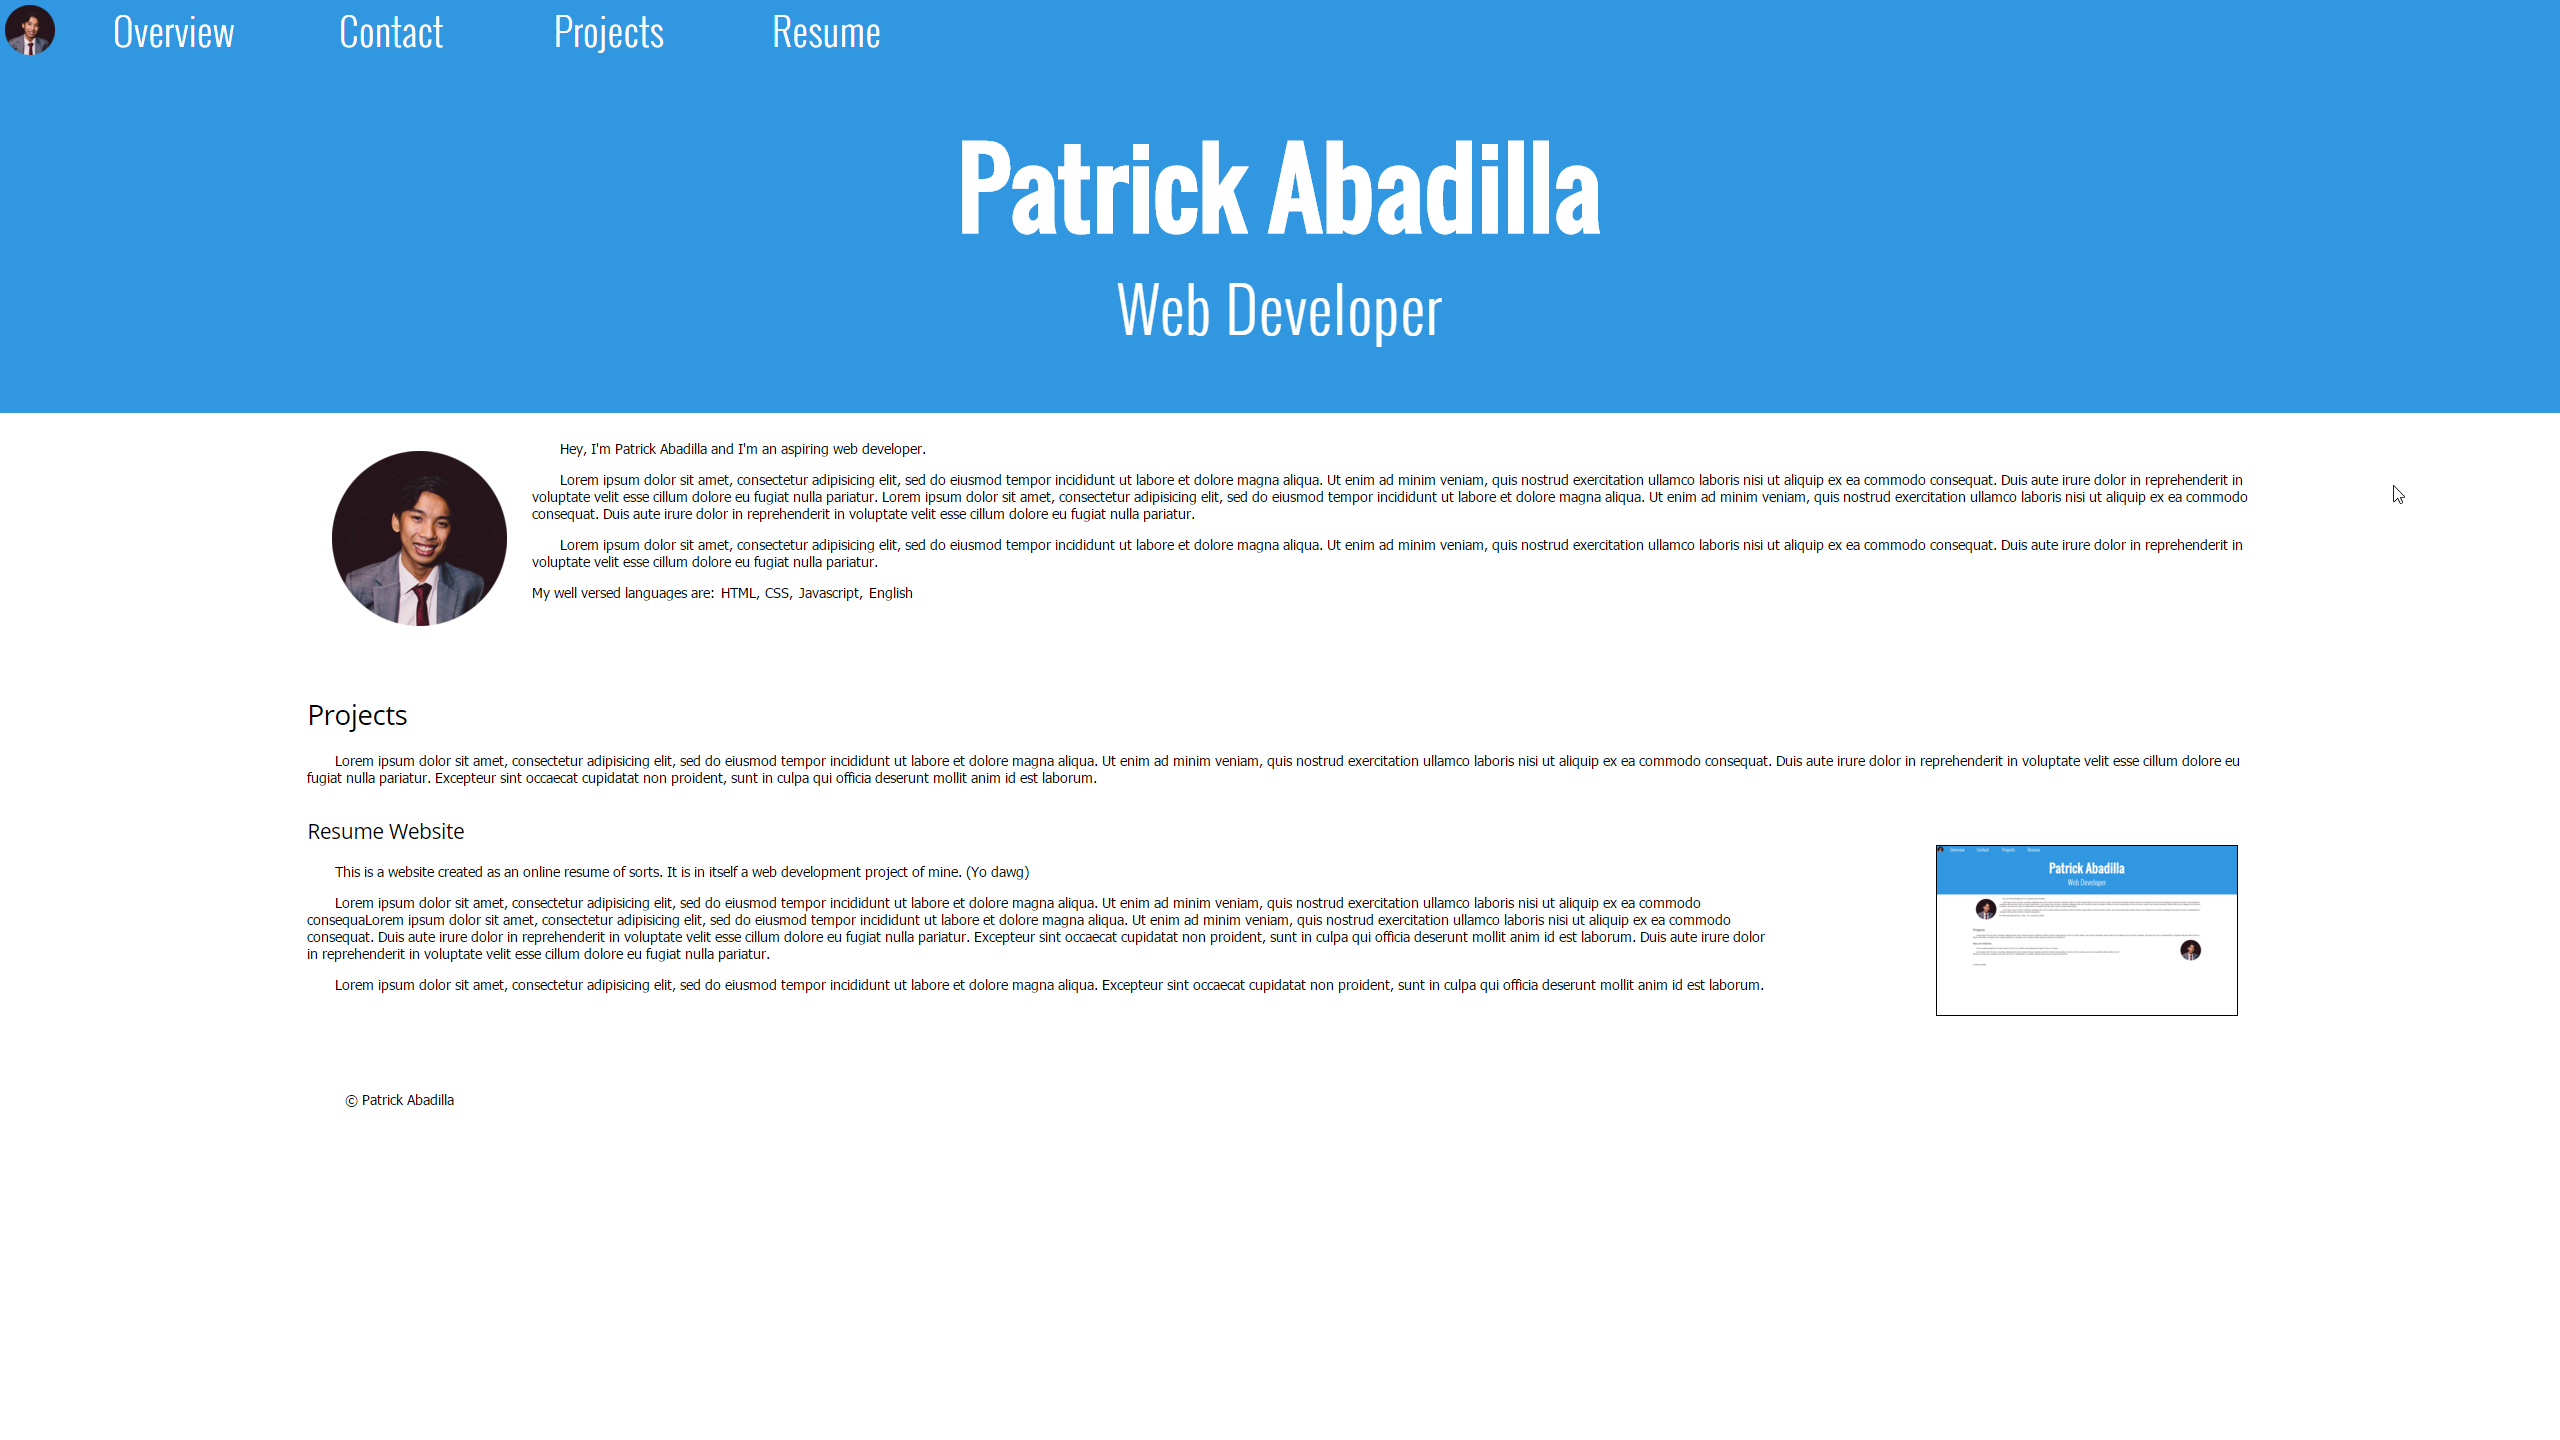 Overview Contact Projects Resume
Patrick Abadilla
Web Developer
Hey, I'm Patrick Abadilla and I'm an aspiring web developer.
Lorem ipsum dolor sit amet, consectetur adipisicing elit, sed do eiusmod tempor incididunt ut labore et dolore magna aliqua. Ut enim ad minim veniam, quis nostrud exercitation ullamco laboris nisi ut aliquip ex ea commodo consequat. Duis aute irure dolor in reprehenderit in
voluptate velit esse cillum dolore eu fugiat nulla pariatur. Lorem ipsum dolor sit amet, consectetur adipisicing elit, sed do eiusmod tempor incididunt ut labore et dolore magna aliqua. Ut enim ad minim veniam, quis nostrud exercitation ullamco laboris nisi ut aliquip ex ea commodo
consequat. Duis aute irure dolor in reprehenderit in voluptate velit esse cillum dolore eu fugiat nulla pariatur.
Lorem ipsum dolor sit amet, consectetur adipisicing elit, sed do eiusmod tempor incididunt ut labore et dolore magna aliqua. Ut enim ad minim veniam, quis nostrud exercitation ullamco laboris nisi ut aliquip ex ea commodo consequat. Duis aute irure dolor in reprehenderit in
voluptate velit esse cillum dolore eu fugiat nulla pariatur.
My well versed languages are: HTML, CSS, Javascript, English
Projects
Lorem ipsum dolor sit amet, consectetur adipisicing elit, sed do eiusmod tempor incididunt ut labore et dolore magna aliqua. Ut enim ad minim veniam, quis nostrud exercitation ullamco laboris nisi ut aliquip ex ea commodo consequat. Duis aute irure dolor in reprehenderit in voluptate velit esse cillum dolore eu
fugiat nulla pariatur. Excepteur sint occaecat cupidatat non proident, sunt in culpa qui officia deserunt mollit anim id est laborum.
Resume Website
This is a website created as an online resume of sorts. It is in itself a web development project of mine. (Yo dawg)
Lorem ipsum dolor sit amet, consectetur adipisicing elit, sed do eiusmod tempor incididunt ut labore et dolore magna aliqua. Ut enim ad minim veniam, quis nostrud exercitation ullamco laboris nisi ut aliquip ex ea commodo
consequaLorem ipsum dolor sit amet, consectetur adipisicing elit, sed do eiusmod tempor incididunt ut labore et dolore magna aliqua. Ut enim ad minim veniam, quis nostrud exercitation ullamco laboris nisi ut aliquip ex ea commodo
consequat. Duis aute irure dolor in reprehenderit in voluptate velit esse cillum dolore eu fugiat nulla pariatur. Excepteur sint occaecat cupidatat non proident, sunt in culpa qui officia deserunt mollit anim id est laborum. Duis aute irure dolor
in reprehenderit in voluptate velit esse cillum dolore eu fugiat nulla pariatur.
Lorem ipsum dolor sit amet, consectetur adipisicing elit, sed do eiusmod tempor incididunt ut labore et dolore magna aliqua. Excepteur sint occaecat cupidatat non proident, sunt in culpa qui officia deserunt mollit anim id est laborum.
Overview Contact Projects Resume
Patrick Abadilla
Web Developer
© Patrick Abadilla